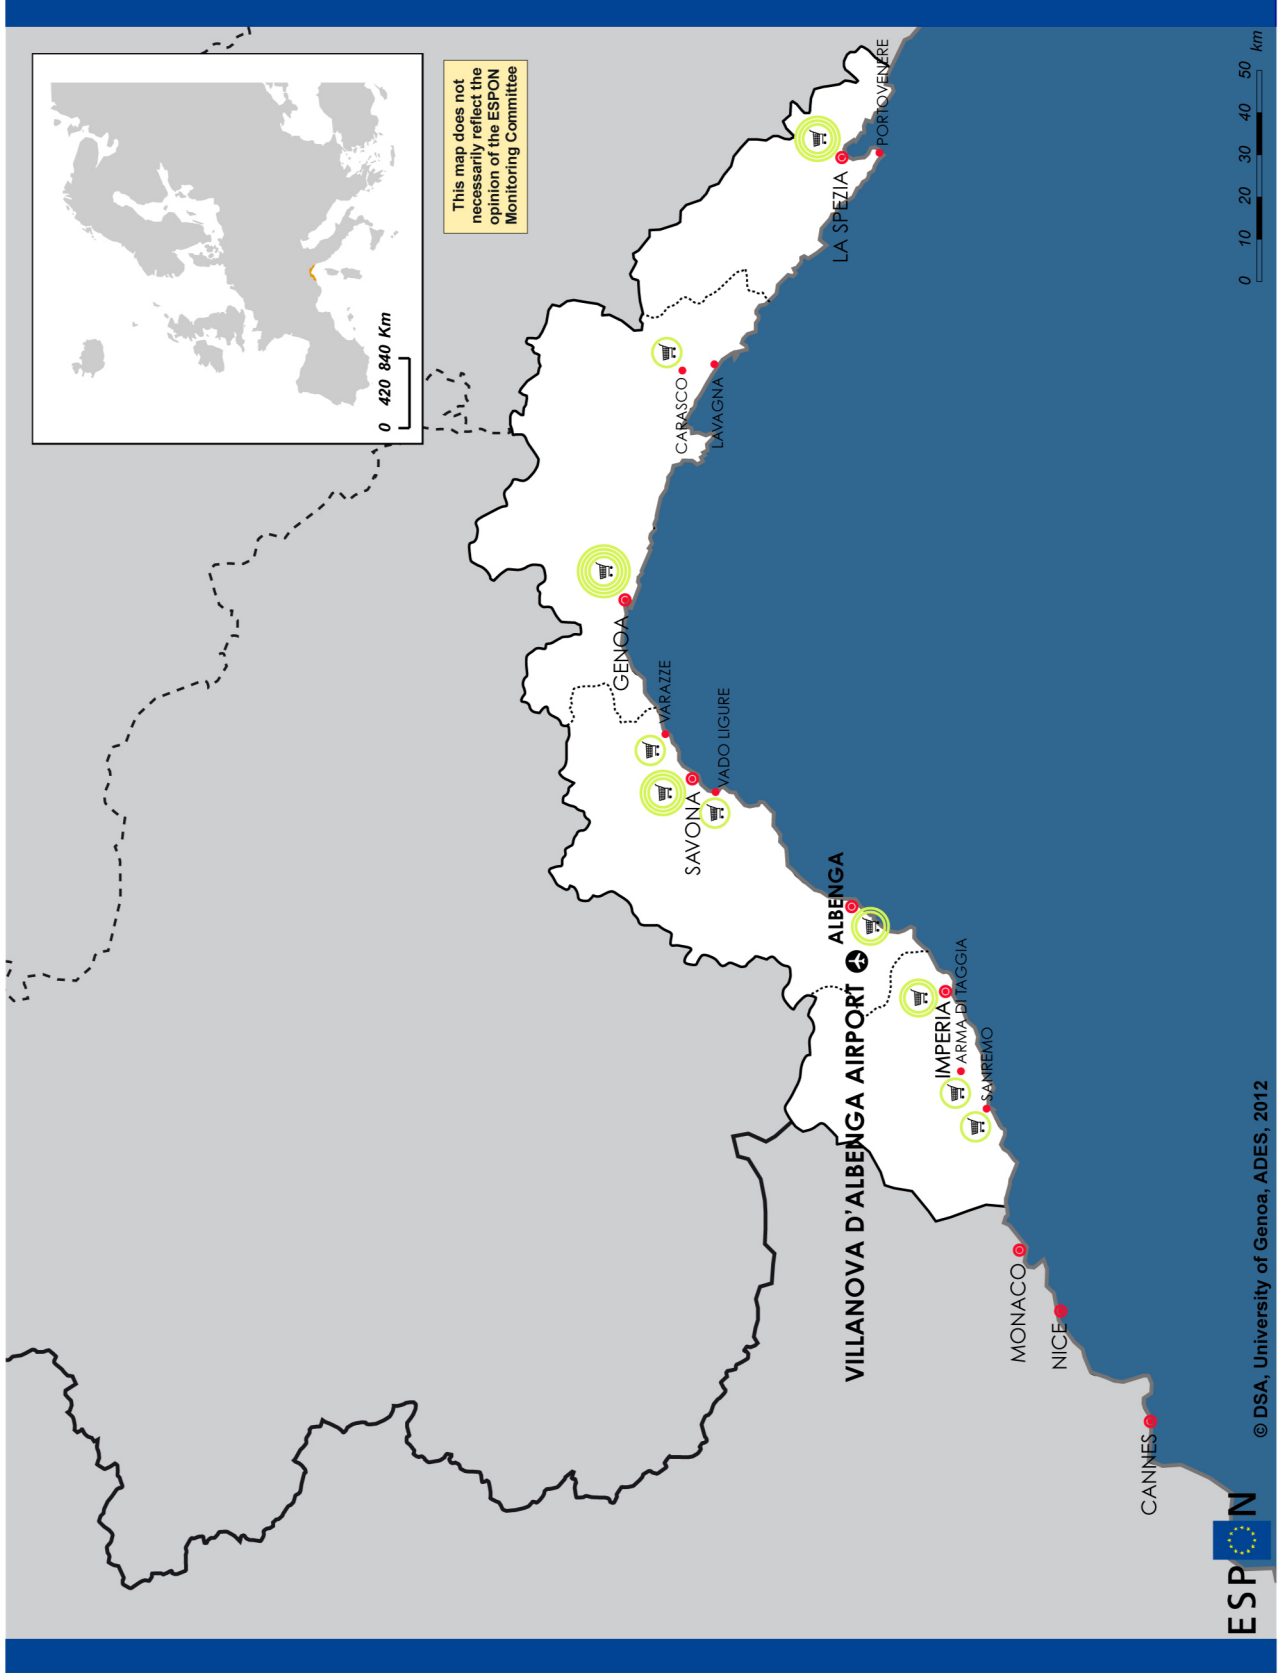 0 420 840 Km
This map does not
necessarily reflect the
opinion of the ESPON
Monitoring Committee
GENOA
VARAZZE
SAVONA
VADO LIGURE
CARASCO
LAVAGNA
LA SPEZIA
PORTOVENERE
ALBENGA
VILLANOVA D'ALBENGA AIRPORT
IMPERIA
ARMA DI TAGGIA
SANREMO
MONACO
NICE
CANNES
ESPON
© DSA, University of Genoa, ADES, 2012
0 10 20 30 40 50 km